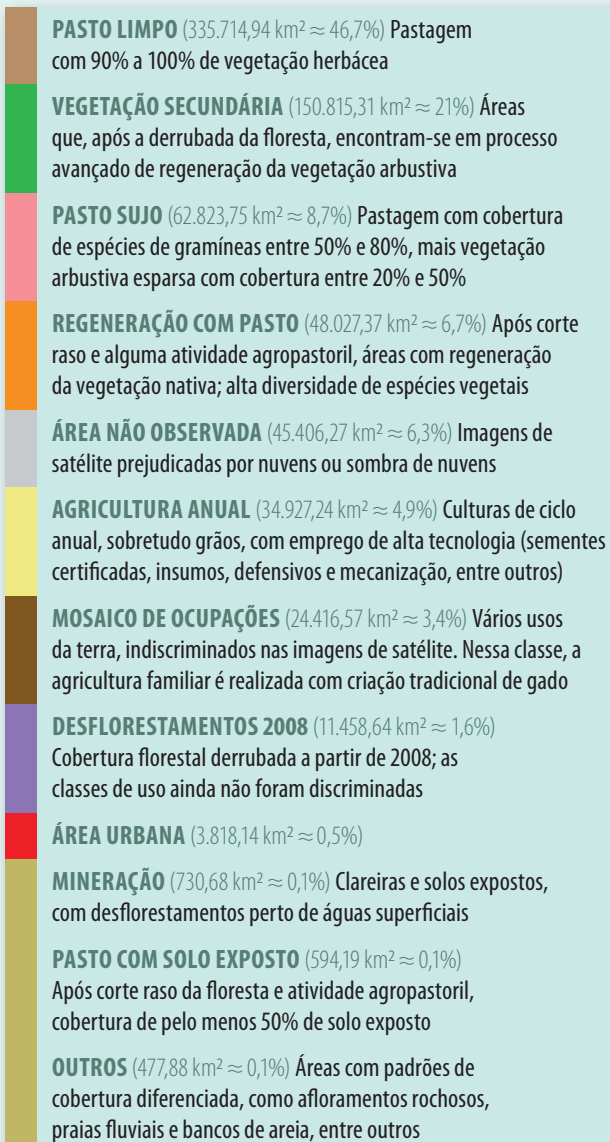 PASTO LIMPO (335.714,94 km² ≈ 46,7%) Pastagem
com 90% a 100% de vegetação herbácea
VEGETAÇÃO SECUNDÁRIA (150.815,31 km² ≈ 21%) Áreas
que, após a derrubada da floresta, encontram-se em processo
avançado de regeneração da vegetação arbustiva
PASTO SUJO (62.823,75 km² ≈ 8,7%) Pastagem com cobertura
de espécies de gramíneas entre 50% e 80%, mais vegetação
arbustiva esparsa com cobertura entre 20% e 50%
REGENERAÇÃO COM PASTO (48.027,37 km² ≈ 6,7%) Após corte
raso e alguma atividade agropastoril, áreas com regeneração
da vegetação nativa; alta diversidade de espécies vegetais
ÁREA NÃO OBSERVADA (45.406,27 km² ≈ 6,3%) Imagens de
satélite prejudicadas por nuvens ou sombra de nuvens
AGRICULTURA ANUAL (34.927,24 km² ≈ 4,9%) Culturas de ciclo
anual, sobretudo grãos, com emprego de alta tecnologia (sementes
certificadas, insumos, defensivos e mecanização, entre outros)
MOSAICO DE OCUPAÇÕES (24.416,57 km² ≈ 3,4%) Vários usos
da terra, indiscriminados nas imagens de satélite. Nessa classe, a
agricultura familiar é realizada com criação tradicional de gado
DESFLORESTAMENTOS 2008 (11.458,64 km² ≈ 1,6%)
Cobertura florestal derrubada a partir de 2008; as
classes de uso ainda não foram discriminadas
ÁREA URBANA (3.818,14 km² ≈ 0,5%)
MINERAÇÃO (730,68 km² ≈ 0,1%) Clareiras e solos expostos,
com desflorestamentos perto de águas superficiais
PASTO COM SOLO EXPOSTO (594,19 km² ≈ 0,1%)
Após corte raso da floresta e atividade agropastoril,
cobertura de pelo menos 50% de solo exposto
OUTROS (477,88 km² ≈ 0,1%) Áreas com padrões de
cobertura diferenciada, como afloramentos rochosos,
praias fluviais e bancos de areia, entre outros